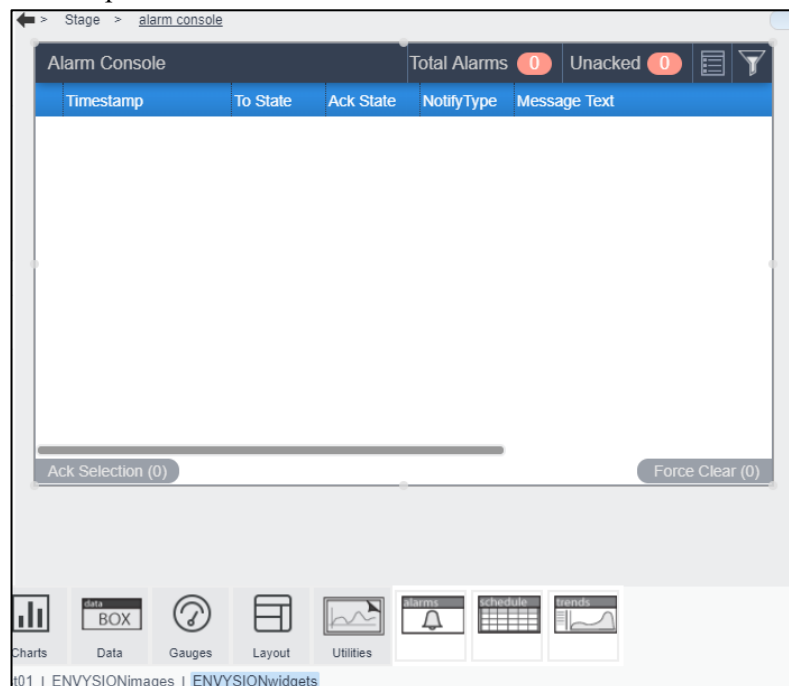 > Stage > alarm console
Alarm Console Total Alarms 0 Unacked 0
Timestamp To State Ack State NotifyType Message Text
Ack Selection (0) Force Clear (0)
data alarms schedule trends
BOX
Charts Data Gauges Layout Utilities
t01 | ENVYSIONimages | ENVYSIONwidgets